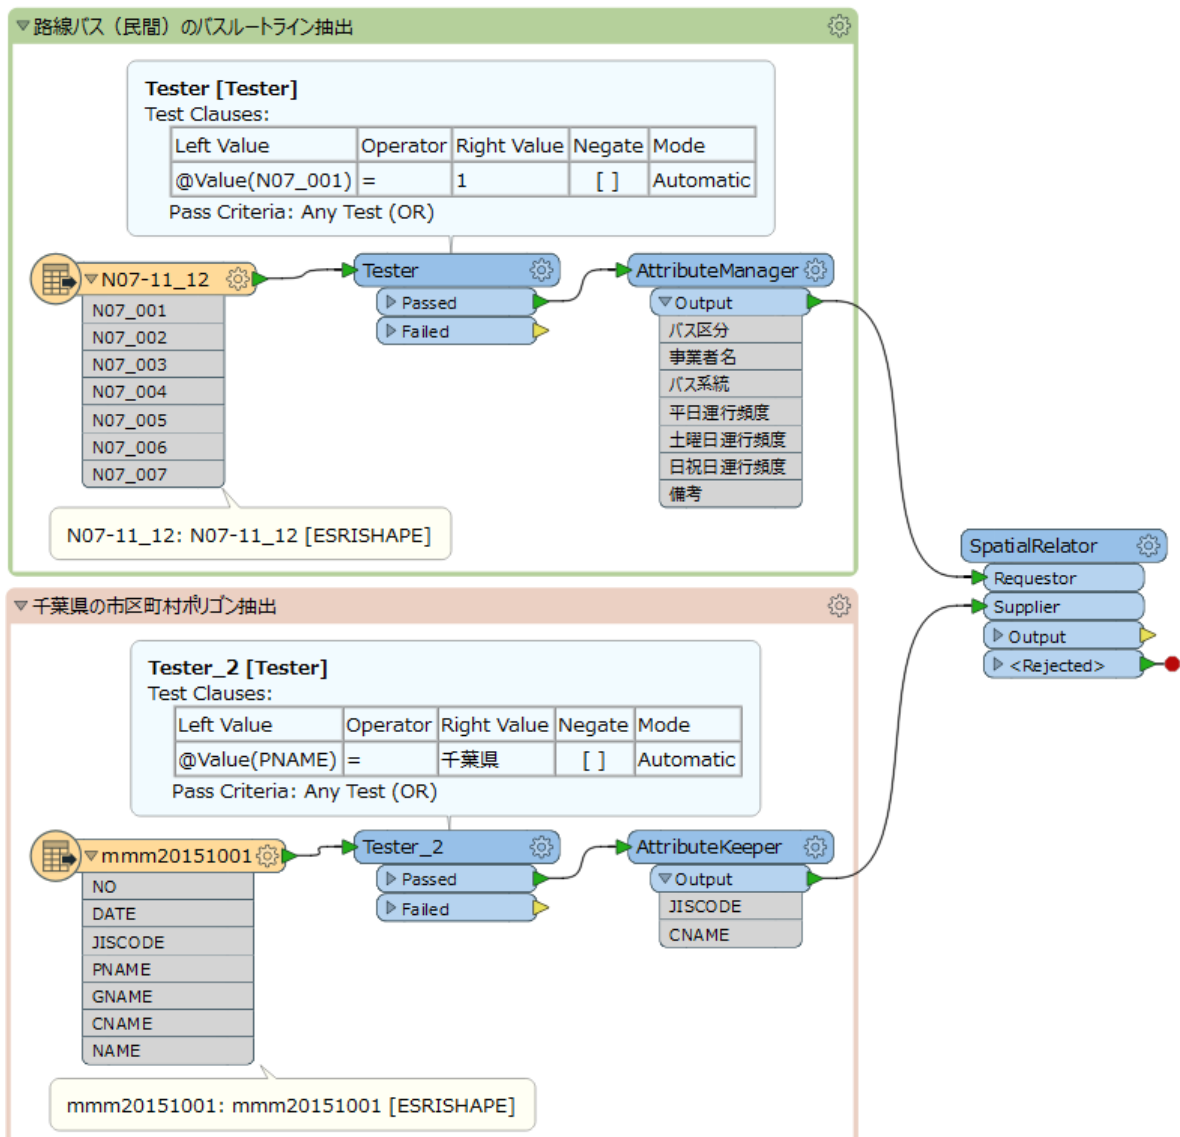 路線バス（民間）のバスルートライン抽出
Tester [Tester]
Test Clauses:
Left Value Operator Right Value Negate Mode
@Value(N07_001) = 1 [ ] Automatic
Pass Criteria: Any Test (OR)
N07-11_12
N07_001
N07_002
N07_003
N07_004
N07_005
N07_006
N07_007
N07-11_12: N07-11_12 [ESRISHAPE]
Tester
Passed
Failed
AttributeManager
Output
バス区分
事業者名
バス系統
平日運行頻度
土曜日運行頻度
日祝日運行頻度
備考
SpatialRelator
Requestor
Supplier
Output
<Rejected>
千葉県の市区町村ポリゴン抽出
Tester_2 [Tester]
Test Clauses:
Left Value Operator Right Value Negate Mode
@Value(PNAME) = 千葉県 [ ] Automatic
Pass Criteria: Any Test (OR)
mmm20151001
NO
DATE
JISCODE
PNAME
GNAME
CNAME
NAME
mmm20151001: mmm20151001 [ESRISHAPE]
Tester_2
Passed
Failed
AttributeKeeper
Output
JISCODE
CNAME